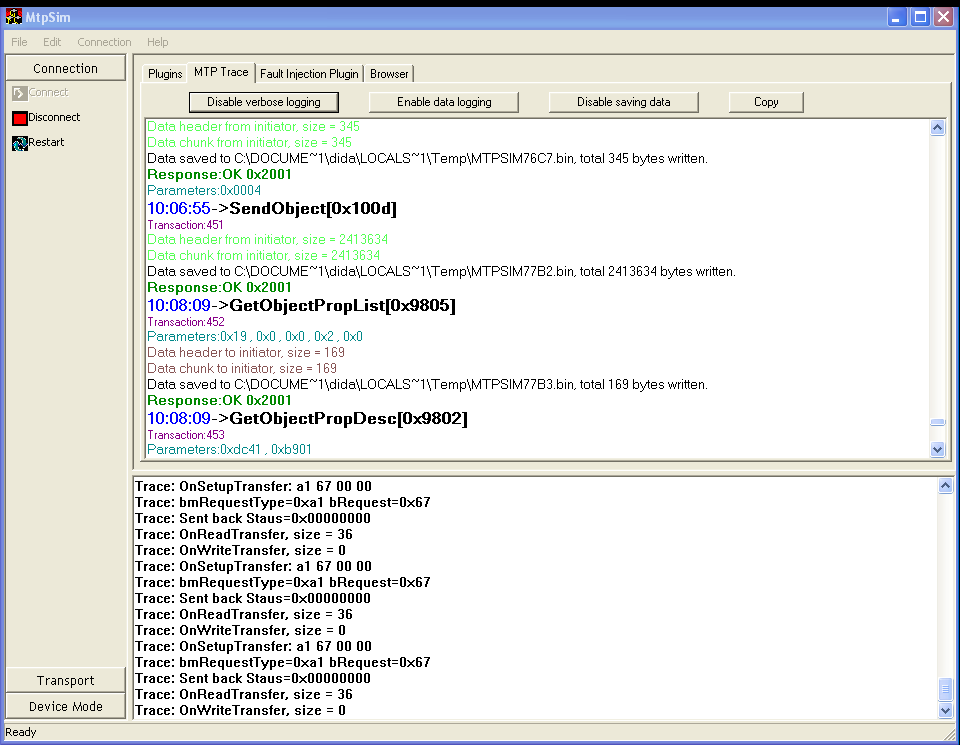 MtpSim
File Edit Connection Help
Connection
Connect
Disconnect
Restart
Plugins MTP Trace Fault Injection Plugin Browser
Disable verbose logging Enable data logging Disable saving data Copy
Data header from initiator, size = 345
Data chunk from initiator, size = 345
Data saved to C:\DOCUME~1\dida\LOCALS~1\Temp\MTPSIM76C7.bin, total 345 bytes written.
Response:OK 0x2001
Parameters:0x0004
10:06:55->SendObject[0x100d]
Transaction:451
Data header from initiator, size = 2413634
Data chunk from initiator, size = 2413634
Data saved to C:\DOCUME~1\dida\LOCALS~1\Temp\MTPSIM77B2.bin, total 2413634 bytes written.
Response:OK 0x2001
10:08:09->GetObjectPropList[0x9805]
Transaction:452
Parameters:0x19 , 0x0 , 0x0 , 0x2 , 0x0
Data header to initiator, size = 169
Data chunk to initiator, size = 169
Data saved to C:\DOCUME~1\dida\LOCALS~1\Temp\MTPSIM77B3.bin, total 169 bytes written.
Response:OK 0x2001
10:08:09->GetObjectPropDesc[0x9802]
Transaction:453
Parameters:0xdc41 , 0xb901
Trace: OnSetupTransfer: a1 67 00 00
Trace: bmRequestType=0xa1 bRequest=0x67
Trace: Sent back Staus=0x00000000
Trace: OnReadTransfer, size = 36
Trace: OnWriteTransfer, size = 0
Trace: OnSetupTransfer: a1 67 00 00
Trace: bmRequestType=0xa1 bRequest=0x67
Trace: Sent back Staus=0x00000000
Trace: OnReadTransfer, size = 36
Trace: OnWriteTransfer, size = 0
Trace: OnSetupTransfer: a1 67 00 00
Trace: bmRequestType=0xa1 bRequest=0x67
Trace: Sent back Staus=0x00000000
Trace: OnReadTransfer, size = 36
Trace: OnWriteTransfer, size = 0
Transport
Device Mode
Ready